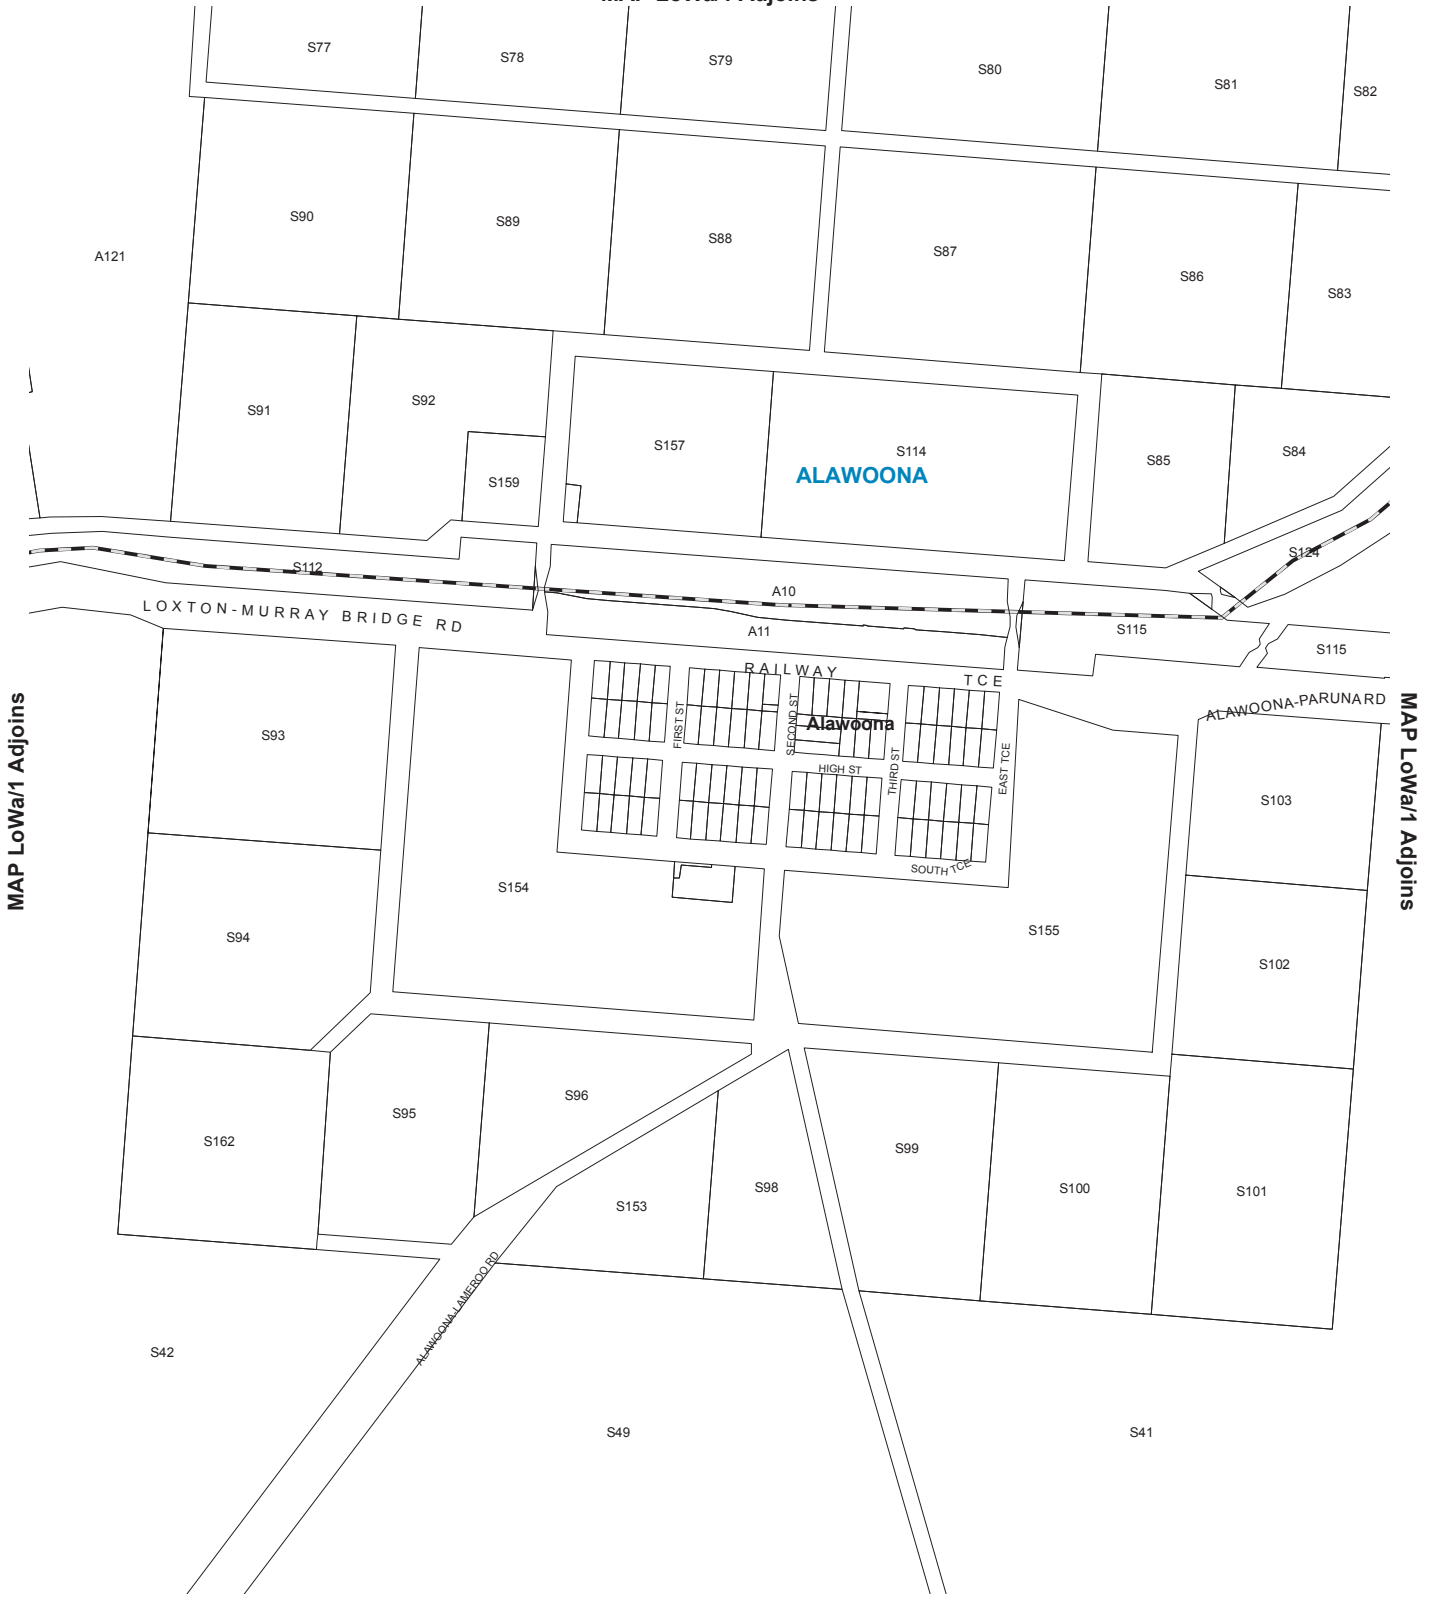 S77
S78
S79
S80
S81
S82
S90
S89
S88
S87
S86
S83
A121
S91
S92
S159
S157
S114
ALAWOONA
S85
S84
S124
S112
A10
A11
S115
S115
LOXTON-MURRAY BRIDGE RD
RAILWAY TCE
ALAWOONA-PARUNA RD
MAP LoWa/1 Adjoins
MAP LoWa/1 Adjoins
FIRST ST
SECOND ST
Alawoona
HIGH ST
THIRD ST
EAST TCE
SOUTH TCE
S93
S103
S94
S154
S155
S102
S162
S95
S96
S153
S98
S99
S100
S101
ALAWOONA-LAMEROO RD
S42
S49
S41